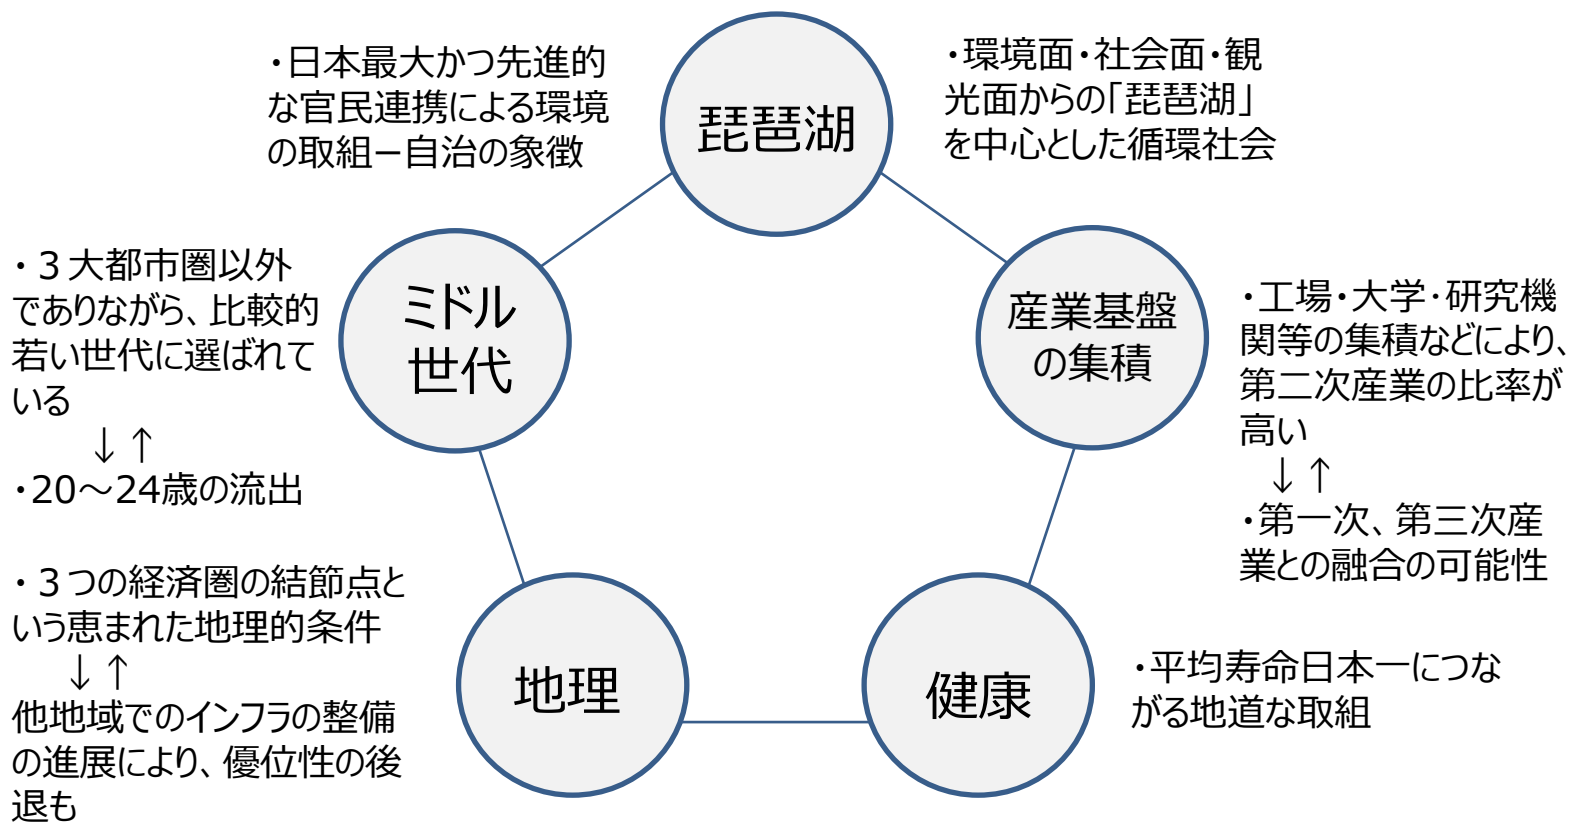 ・日本最大かつ先進的
な官民連携による環境
の取組−自治の象徴
琵琶湖
・環境面・社会面・観
光面からの「琵琶湖」
を中心とした循環社会
・３大都市圏以外
でありながら、比較的
若い世代に選ばれて
いる
↓↑
・20～24歳の流出
ミドル
世代
産業基盤
の集積
・工場・大学・研究機
関等の集積などにより、
第二次産業の比率が
高い
↓↑
・第一次、第三次産
業との融合の可能性
・３つの経済圏の結節点と
いう恵まれた地理的条件
↓↑
他地域でのインフラの整備
の進展により、優位性の後
退も
地理
健康
・平均寿命日本一につな
がる地道な取組